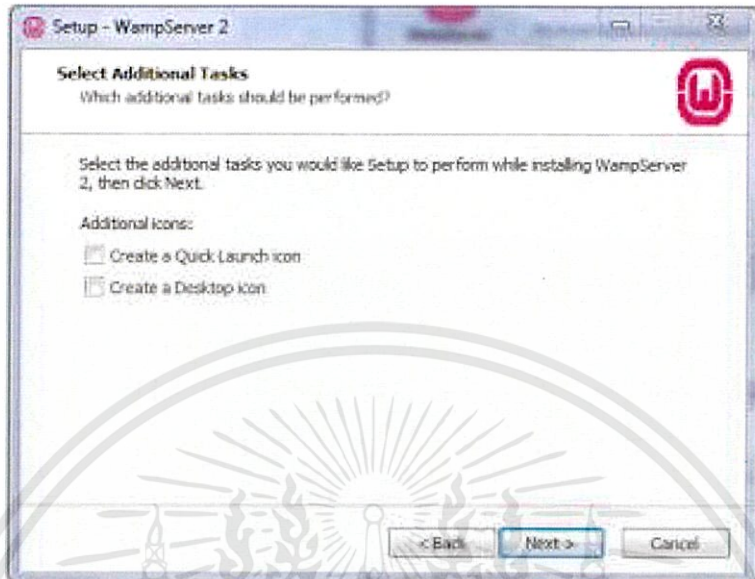 Setup - WampServer 2
Select Additional Tasks
Which additional tasks should be performed?
Select the additional tasks you would like Setup to perform while installing WampServer
2, then click Next.
Additional icons:
Create a Quick Launch icon
Create a Desktop icon
< Back
Next >
Cancel